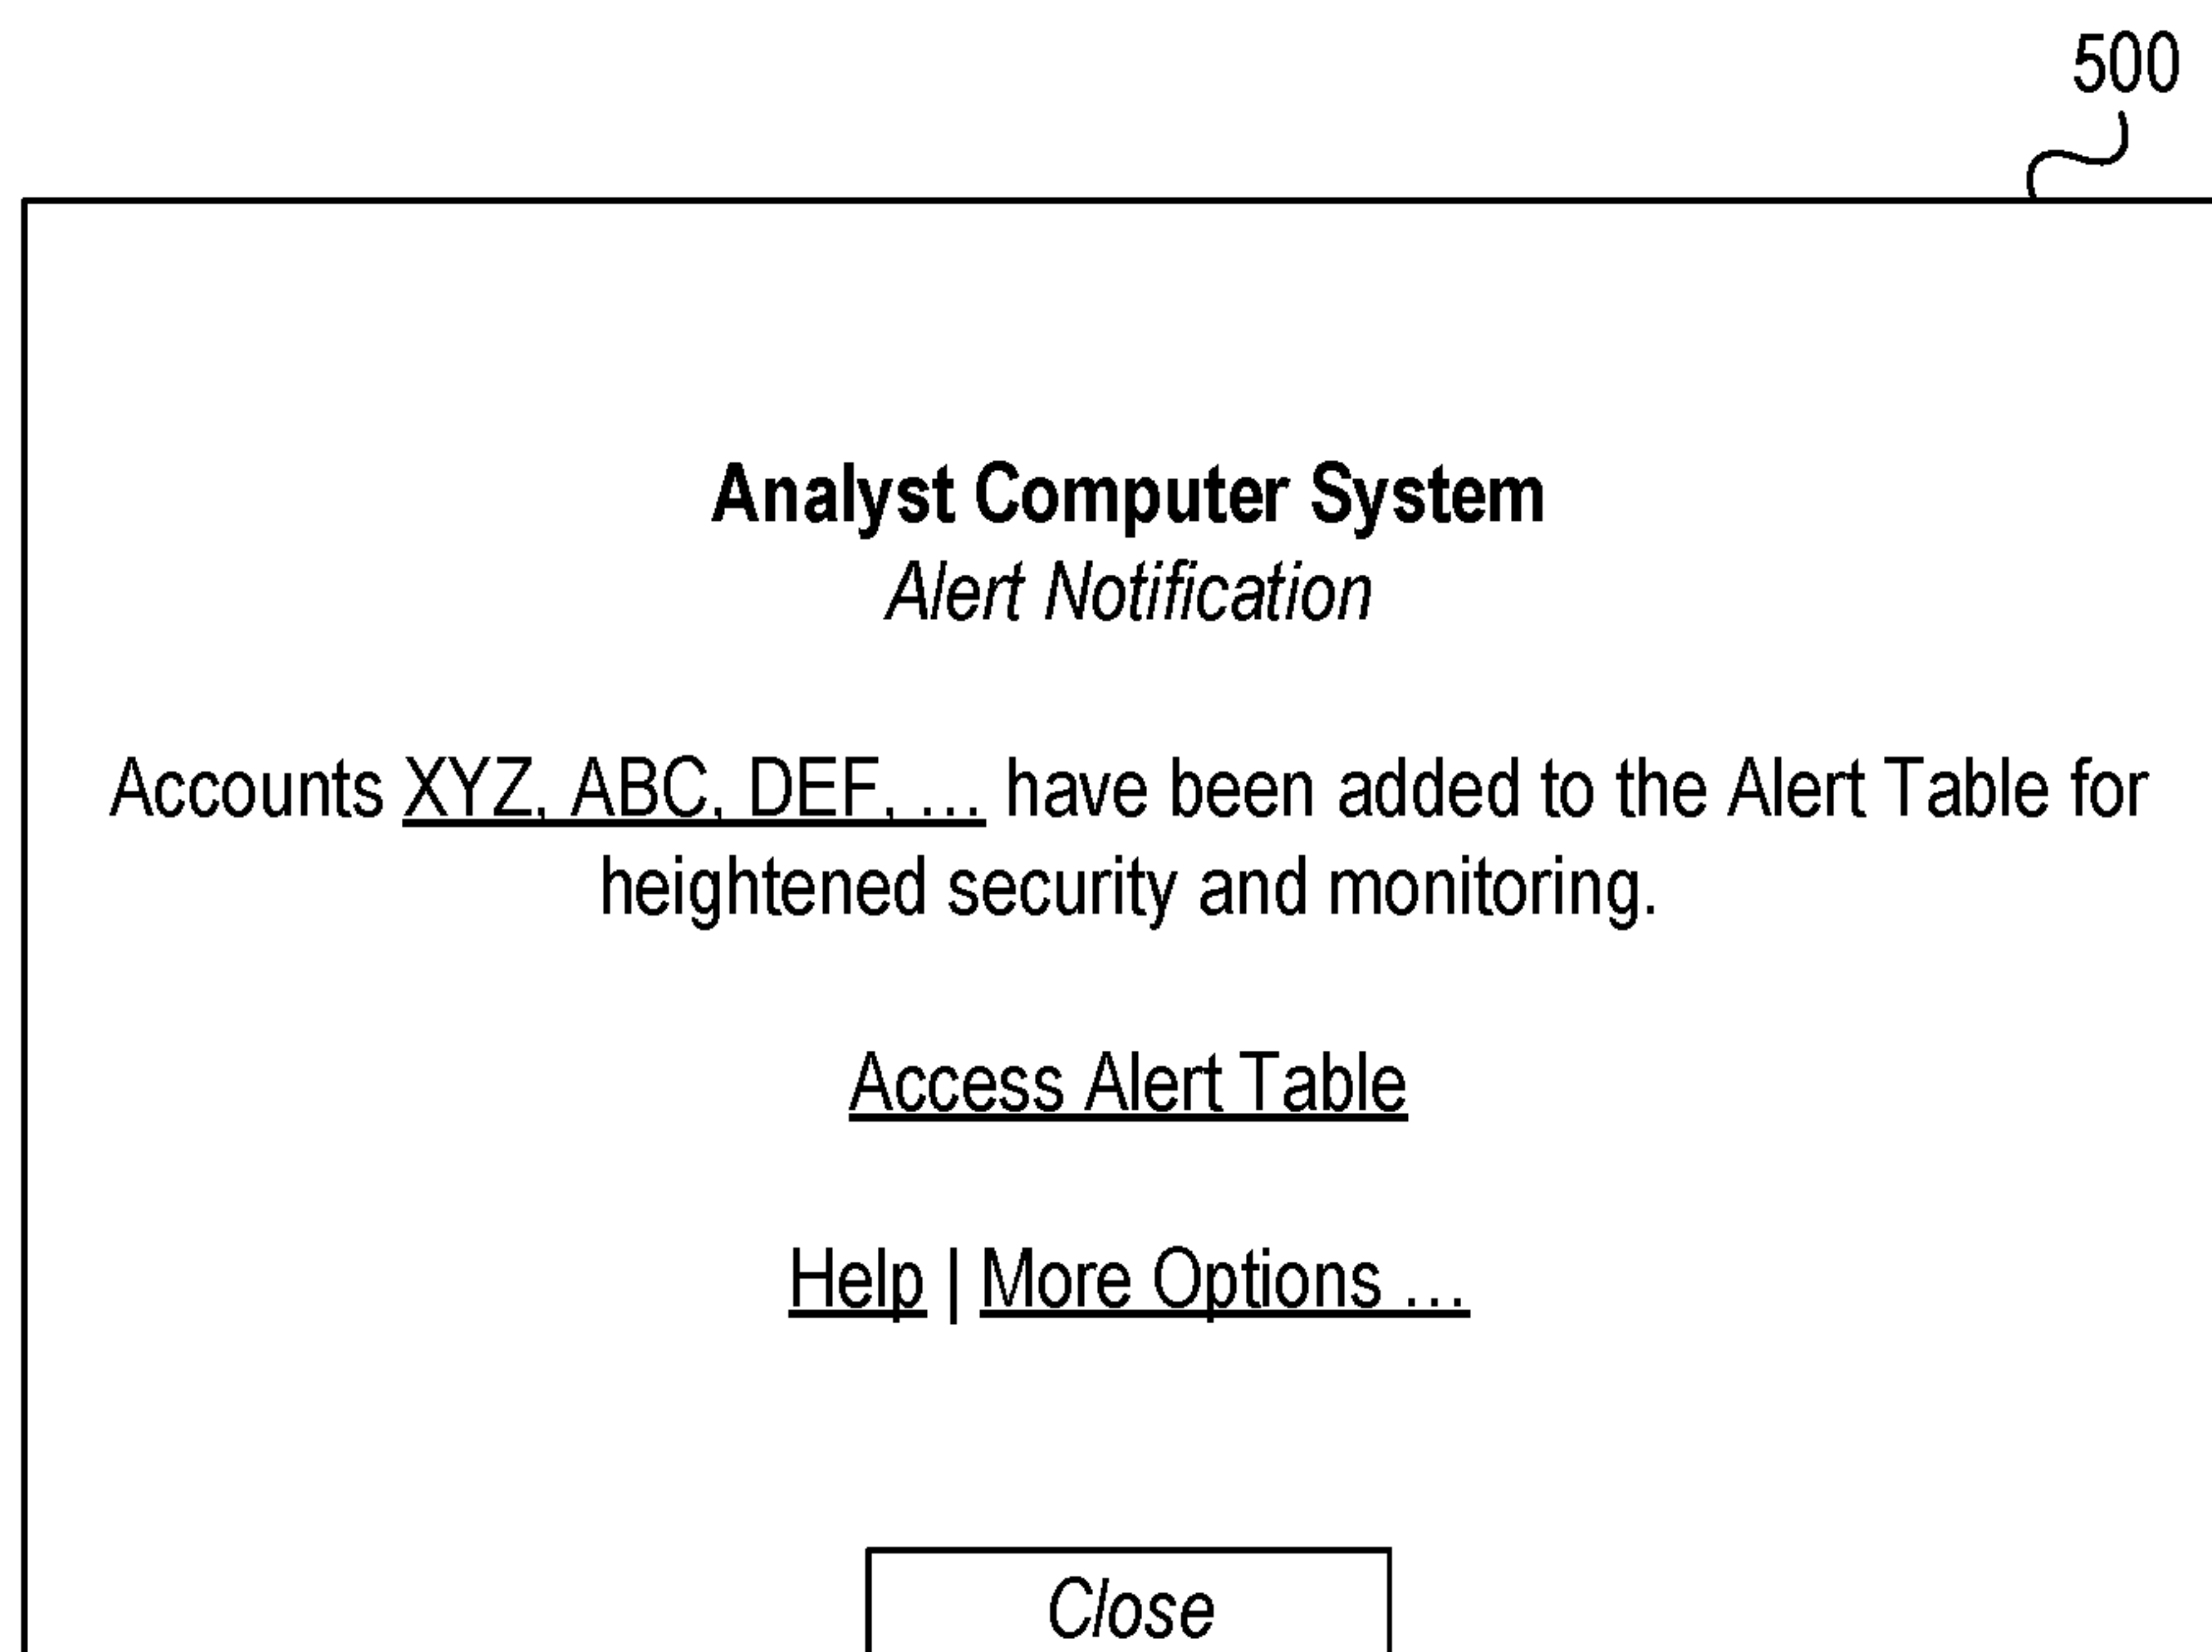 500
Analyst Computer System
Alert Notification
Accounts XYZ, ABC, DEF, ... have been added to the Alert Table for
heightened security and monitoring.
Access Alert Table
Help | More Options ...
Close